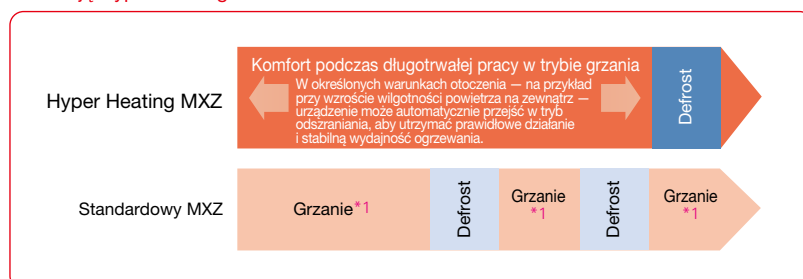 Hyper Heating MXZ
Komfort podczas długotrwałej pracy w trybie grzania
W określonych warunkach otoczenia — na przykład
przy wzroście wilgotności powietrza na zewnątrz —
urządzenie może automatycznie przejść w tryb
odszraniania, aby utrzymać prawidłowe działanie
i stabilną wydajność ogrzewania.
Defrost
Standardowy MXZ
Grzanie*1
Defrost
Grzanie
*1
Defrost
Grzanie
*1